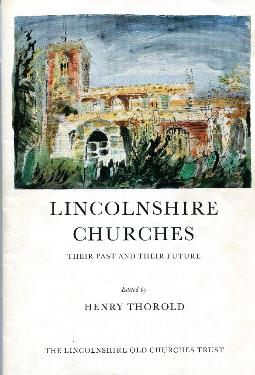 LINCOLNSHIRE
CHURCHES
THEIR PAST AND THEIR FUTURE
Edited by
HENRY THOROLD
THE LINCOLNSHIRE OLD CHURCHES TRUST